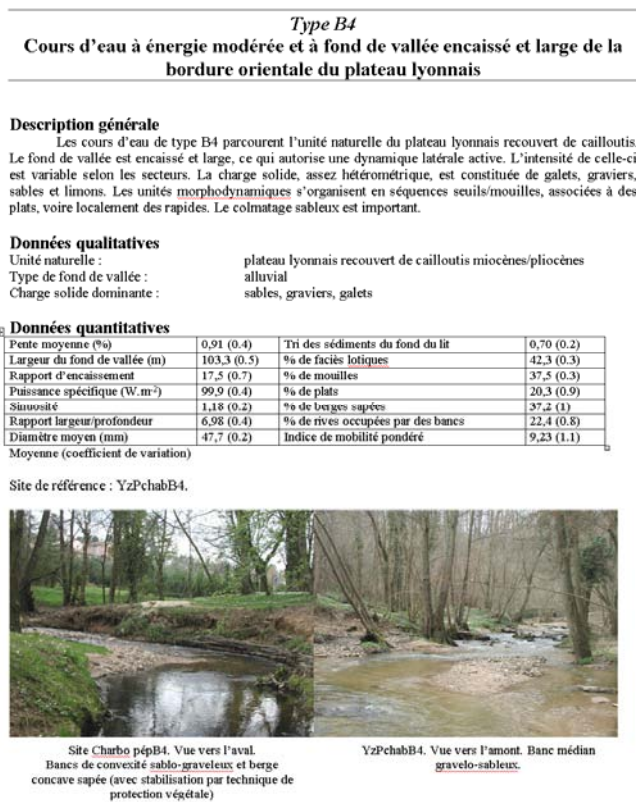 Type B4
Cours d'eau à énergie modérée et à fond de vallée encaissé et large de la
bordure orientale du plateau lyonnais
Description générale
Les cours d'eau de type B4 parcourent l'unité naturelle du plateau lyonnais recouvert de cailloutis.
Le fond de vallée est encaissé et large, ce qui autorise une dynamique latérale active. L'intensité de celle-ci
est variable selon les secteurs. La charge solide, assez hétérométrique, est constituée de galets, graviers,
sables et limons. Les unités morphodynamiques s'organisent en séquences seuils/mouilles, associées à des
plats, voire localement des rapides. Le colmatage sableux est important.
Données qualitatives
Unité naturelle : plateau lyonnais recouvert de cailloutis miocènes/pliocènes
Type de fond de vallée : alluvial
Charge solide dominante : sables, graviers, galets
Données quantitatives
Pente moyenne (%) 0,91 (0.4) Tri des sédiments du fond du lit 0,70 (0.2)
Largeur du fond de vallée (m) 103,3 (0.5) % de faciès lotiques 42,3 (0.3)
Rapport d'encaissement 17,5 (0.7) % de mouilles 37,5 (0.3)
Puissance spécifique (W.m-²) 99,9 (0.4) % de plats 20,3 (0.9)
Sinuosité 1,18 (0.2) % de berges sapées 37,2 (1)
Rapport largeur/profondeur 6,98 (0.4) % de rives occupées par des bancs 22,4 (0.8)
Diamètre moyen (mm) 47,7 (0.2) Indice de mobilité pondéré 9,23 (1.1)
Moyenne (coefficient de variation)
Site de référence : YzPchabB4.
Site Charbo pépB4. Vue vers l'aval.
Bancs de convexité sablo-graveleux et berge
concave sapée (avec stabilisation par technique de
protection végétale)
YzPchabB4. Vue vers l'amont. Banc médian
gravelo-sableux.